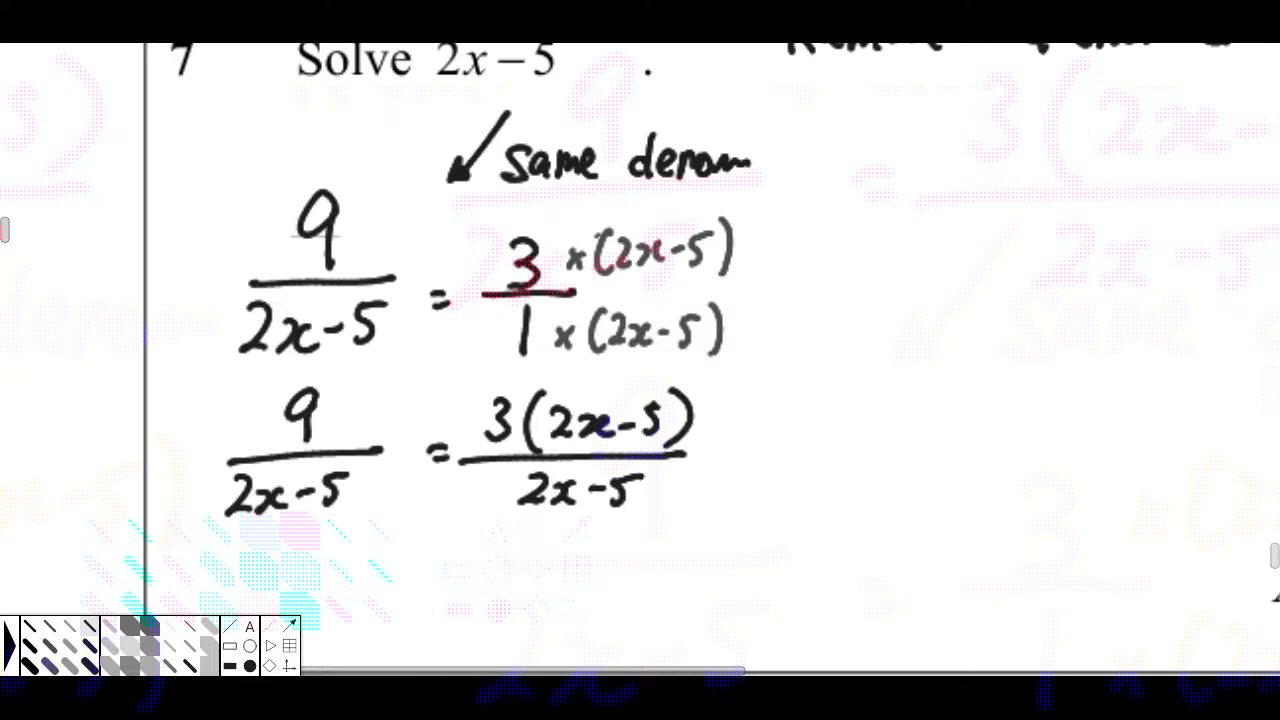 7 Solve 2x – 5 .
same denom
9 / 2x-5 = 3 × (2x-5) / 1 × (2x-5)
9 / 2x-5 = 3(2x-5) / 2x-5
A